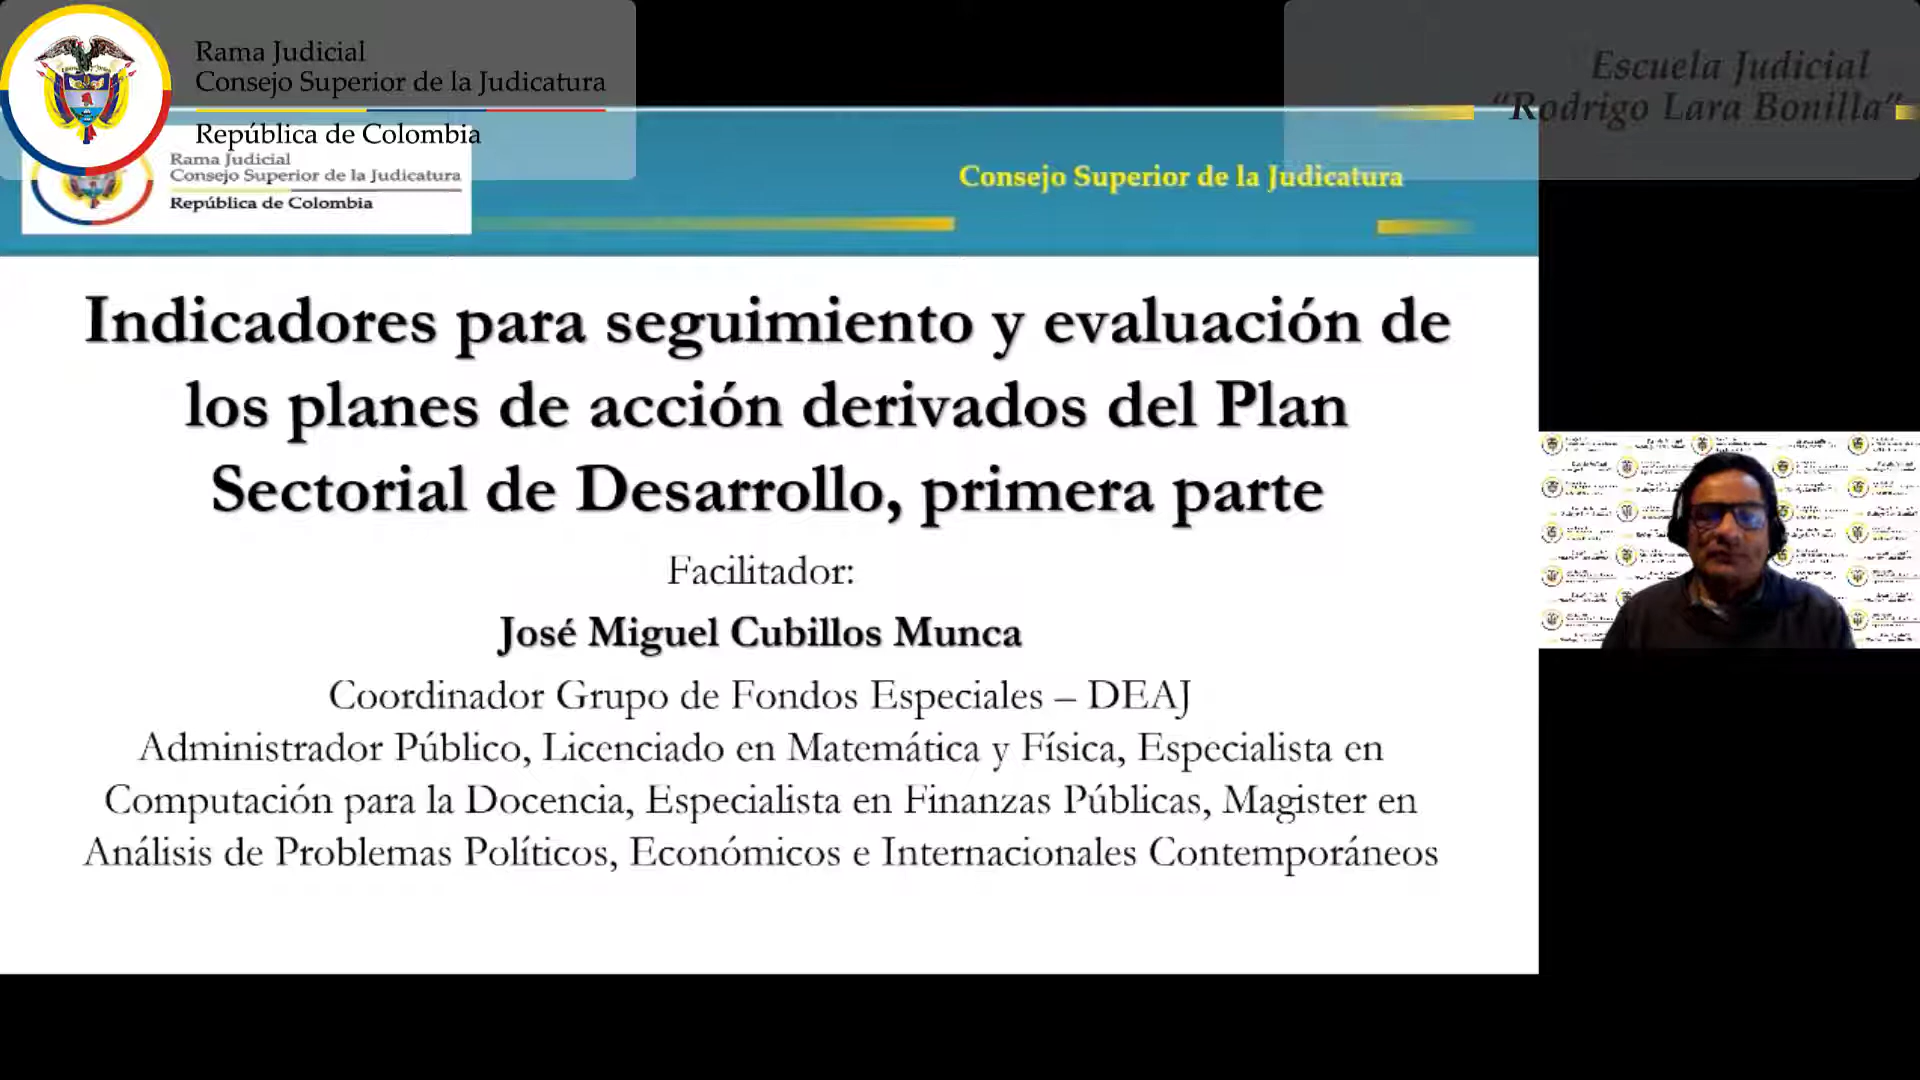 Rama Judicial
Consejo Superior de la Judicatura
República de Colombia
Escuela Judicial
“Rodrigo Lara Bonilla”
Rama Judicial
Consejo Superior de la Judicatura
República de Colombia
Consejo Superior de la Judicatura
Indicadores para seguimiento y evaluación de
los planes de acción derivados del Plan
Sectorial de Desarrollo, primera parte
Facilitador:
José Miguel Cubillos Munca
Coordinador Grupo de Fondos Especiales – DEAJ
Administrador Público, Licenciado en Matemática y Física, Especialista en
Computación para la Docencia, Especialista en Finanzas Públicas, Magister en
Análisis de Problemas Políticos, Económicos e Internacionales Contemporáneos